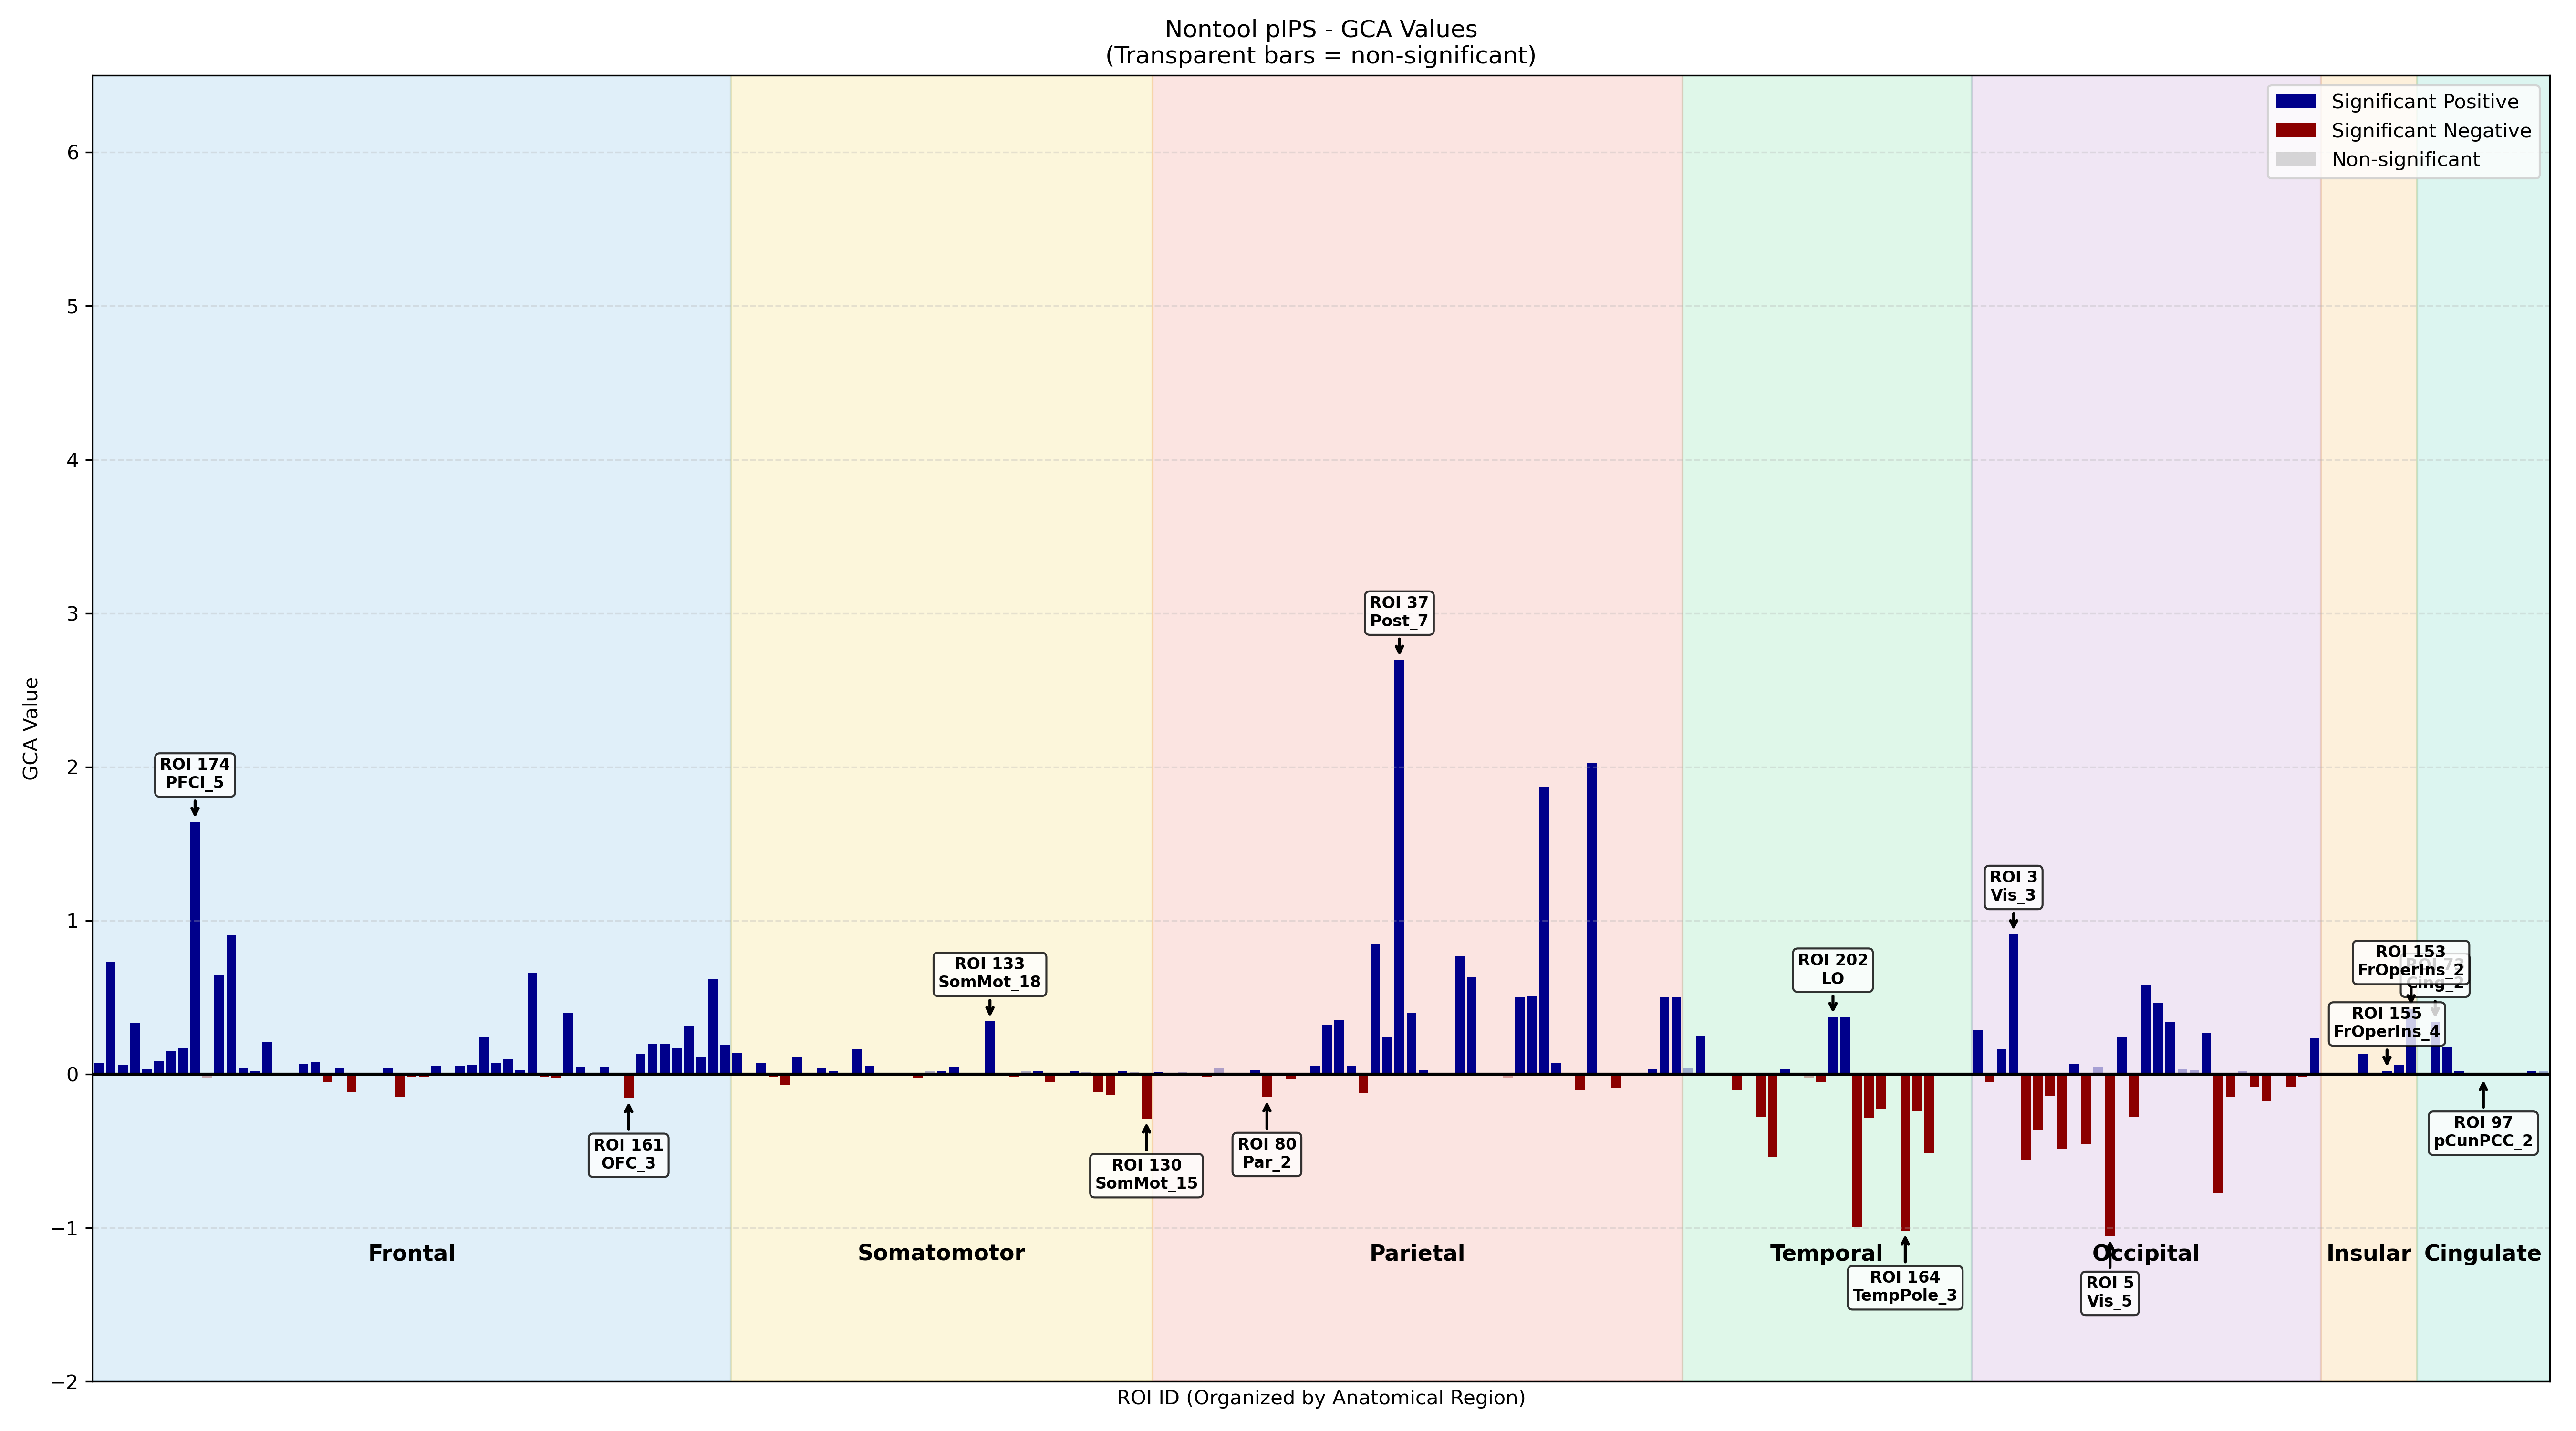 Nontool pIPS - GCA Values
(Transparent bars = non-significant)
Significant Positive
Significant Negative
Non-significant
6
5
4
3
2
1
0
−1
−2
GCA Value
ROI 37
Post_7
ROI 174
PFCl_5
ROI 3
Vis_3
ROI 133
SomMot_18
ROI 202
LO
ROI 153
FrOperIns_2
Cing_2
ROI 155
FrOperIns_4
ROI 161
OFC_3
ROI 130
SomMot_15
ROI 80
Par_2
ROI 97
pCunPCC_2
Frontal
Somatomotor
Parietal
Temporal
Occipital
Insular
Cingulate
ROI 164
TempPole_3
ROI 5
Vis_5
ROI ID (Organized by Anatomical Region)